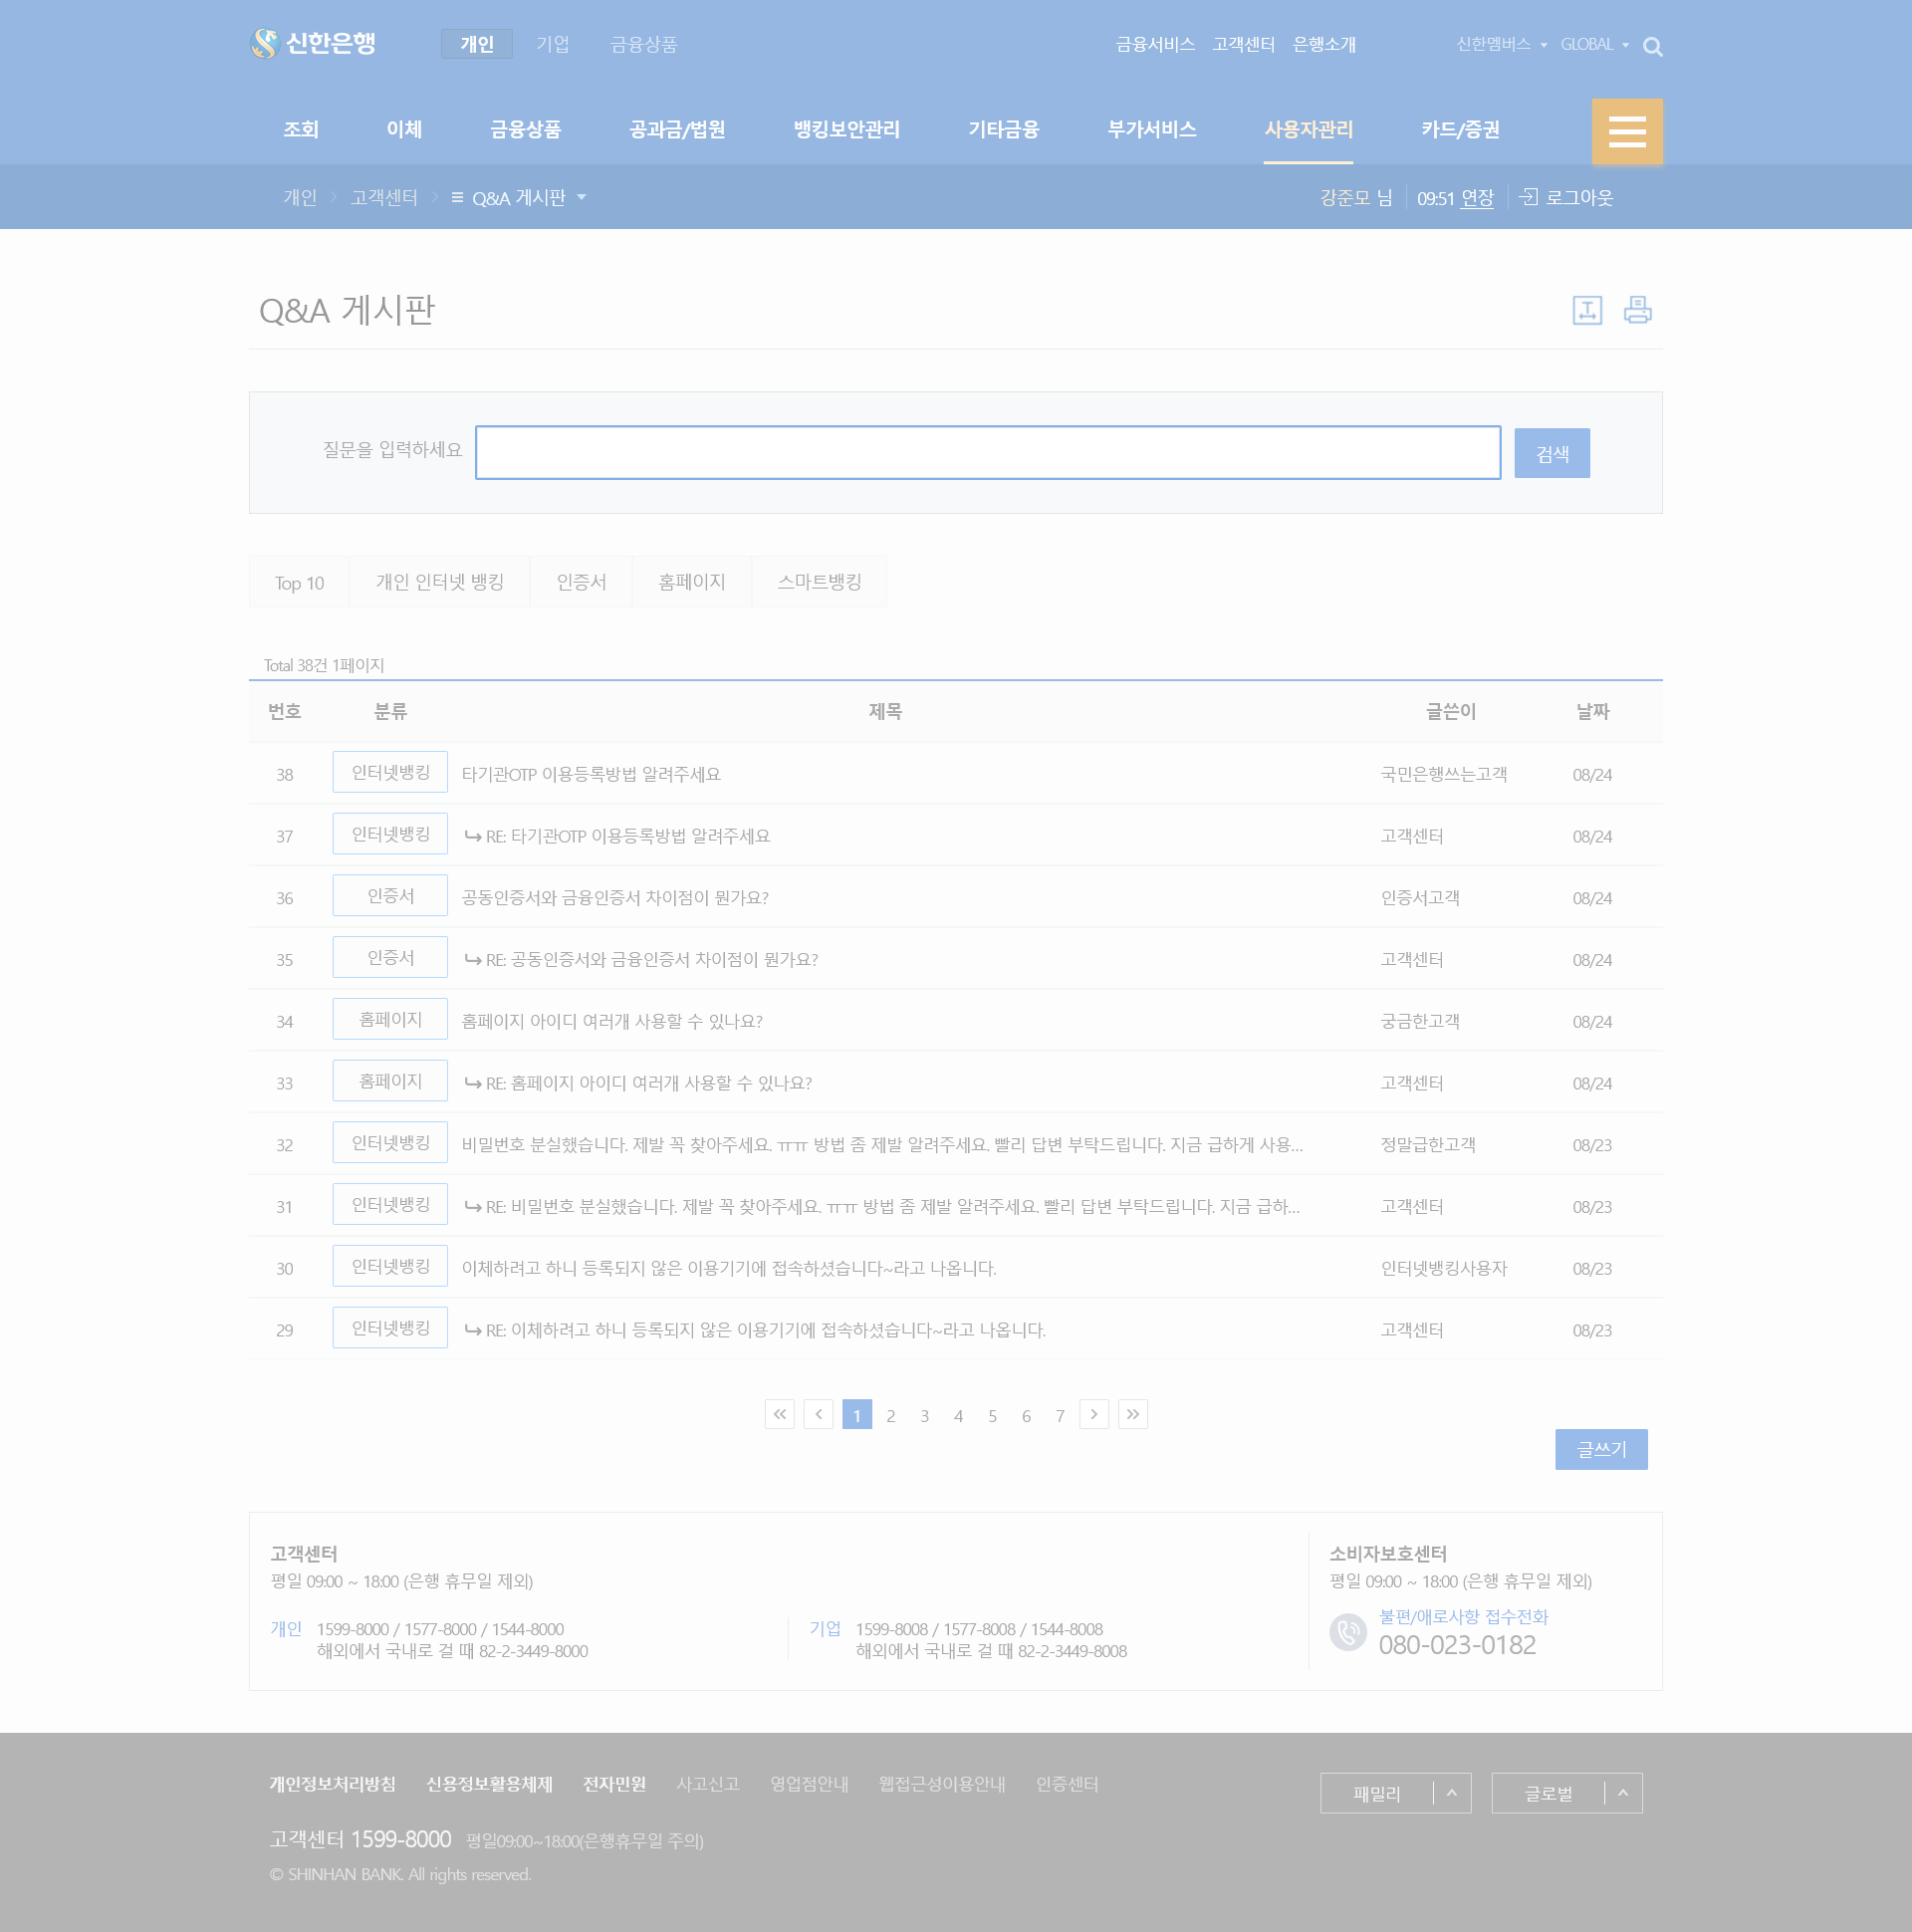 신한은행 개인 기업 금융상품 금융서비스 고객센터 은행소개 신한멤버스 GLOBAL
조회 이체 금융상품 공과금/법원 뱅킹보안관리 기타금융 부가서비스 사용자관리 카드/증권
개인 고객센터 Q&A 게시판 강준모 님 09:51 연장 로그아웃
Q&A 게시판
질문을 입력하세요 검색
Top 10 개인 인터넷 뱅킹 인증서 홈페이지 스마트뱅킹
Total 38건 1페이지
번호 분류 제목 글쓴이 날짜
38 인터넷뱅킹 타기관OTP 이용등록방법 알려주세요 국민은행쓰는고객 08/24
37 인터넷뱅킹 RE: 타기관OTP 이용등록방법 알려주세요 고객센터 08/24
36 인증서 공동인증서와 금융인증서 차이점이 뭔가요? 인증서고객 08/24
35 인증서 RE: 공동인증서와 금융인증서 차이점이 뭔가요? 고객센터 08/24
34 홈페이지 홈페이지 아이디 여러개 사용할 수 있나요? 궁금한고객 08/24
33 홈페이지 RE: 홈페이지 아이디 여러개 사용할 수 있나요? 고객센터 08/24
32 인터넷뱅킹 비밀번호 분실했습니다. 제발 꼭 찾아주세요. ㅠㅠ 방법 좀 제발 알려주세요. 빨리 답변 부탁드립니다. 지금 급하게 사용... 정말급한고객 08/23
31 인터넷뱅킹 RE: 비밀번호 분실했습니다. 제발 꼭 찾아주세요. ㅠㅠ 방법 좀 제발 알려주세요. 빨리 답변 부탁드립니다. 지금 급하... 고객센터 08/23
30 인터넷뱅킹 이체하려고 하니 등록되지 않은 이용기기에 접속하셨습니다~라고 나옵니다. 인터넷뱅킹사용자 08/23
29 인터넷뱅킹 RE: 이체하려고 하니 등록되지 않은 이용기기에 접속하셨습니다~라고 나옵니다. 고객센터 08/23
1 2 3 4 5 6 7
글쓰기
고객센터
평일 09:00 ~ 18:00 (은행 휴무일 제외)
개인 1599-8000 / 1577-8000 / 1544-8000
해외에서 국내로 걸 때 82-2-3449-8000
기업 1599-8008 / 1577-8008 / 1544-8008
해외에서 국내로 걸 때 82-2-3449-8008
소비자보호센터
평일 09:00 ~ 18:00 (은행 휴무일 제외)
불편/애로사항 접수전화
080-023-0182
개인정보처리방침 신용정보활용체제 전자민원 사고신고 영업점안내 웹접근성이용안내 인증센터
패밀리 글로벌
고객센터 1599-8000 평일09:00~18:00(은행휴무일 주의)
© SHINHAN BANK. All rights reserved.